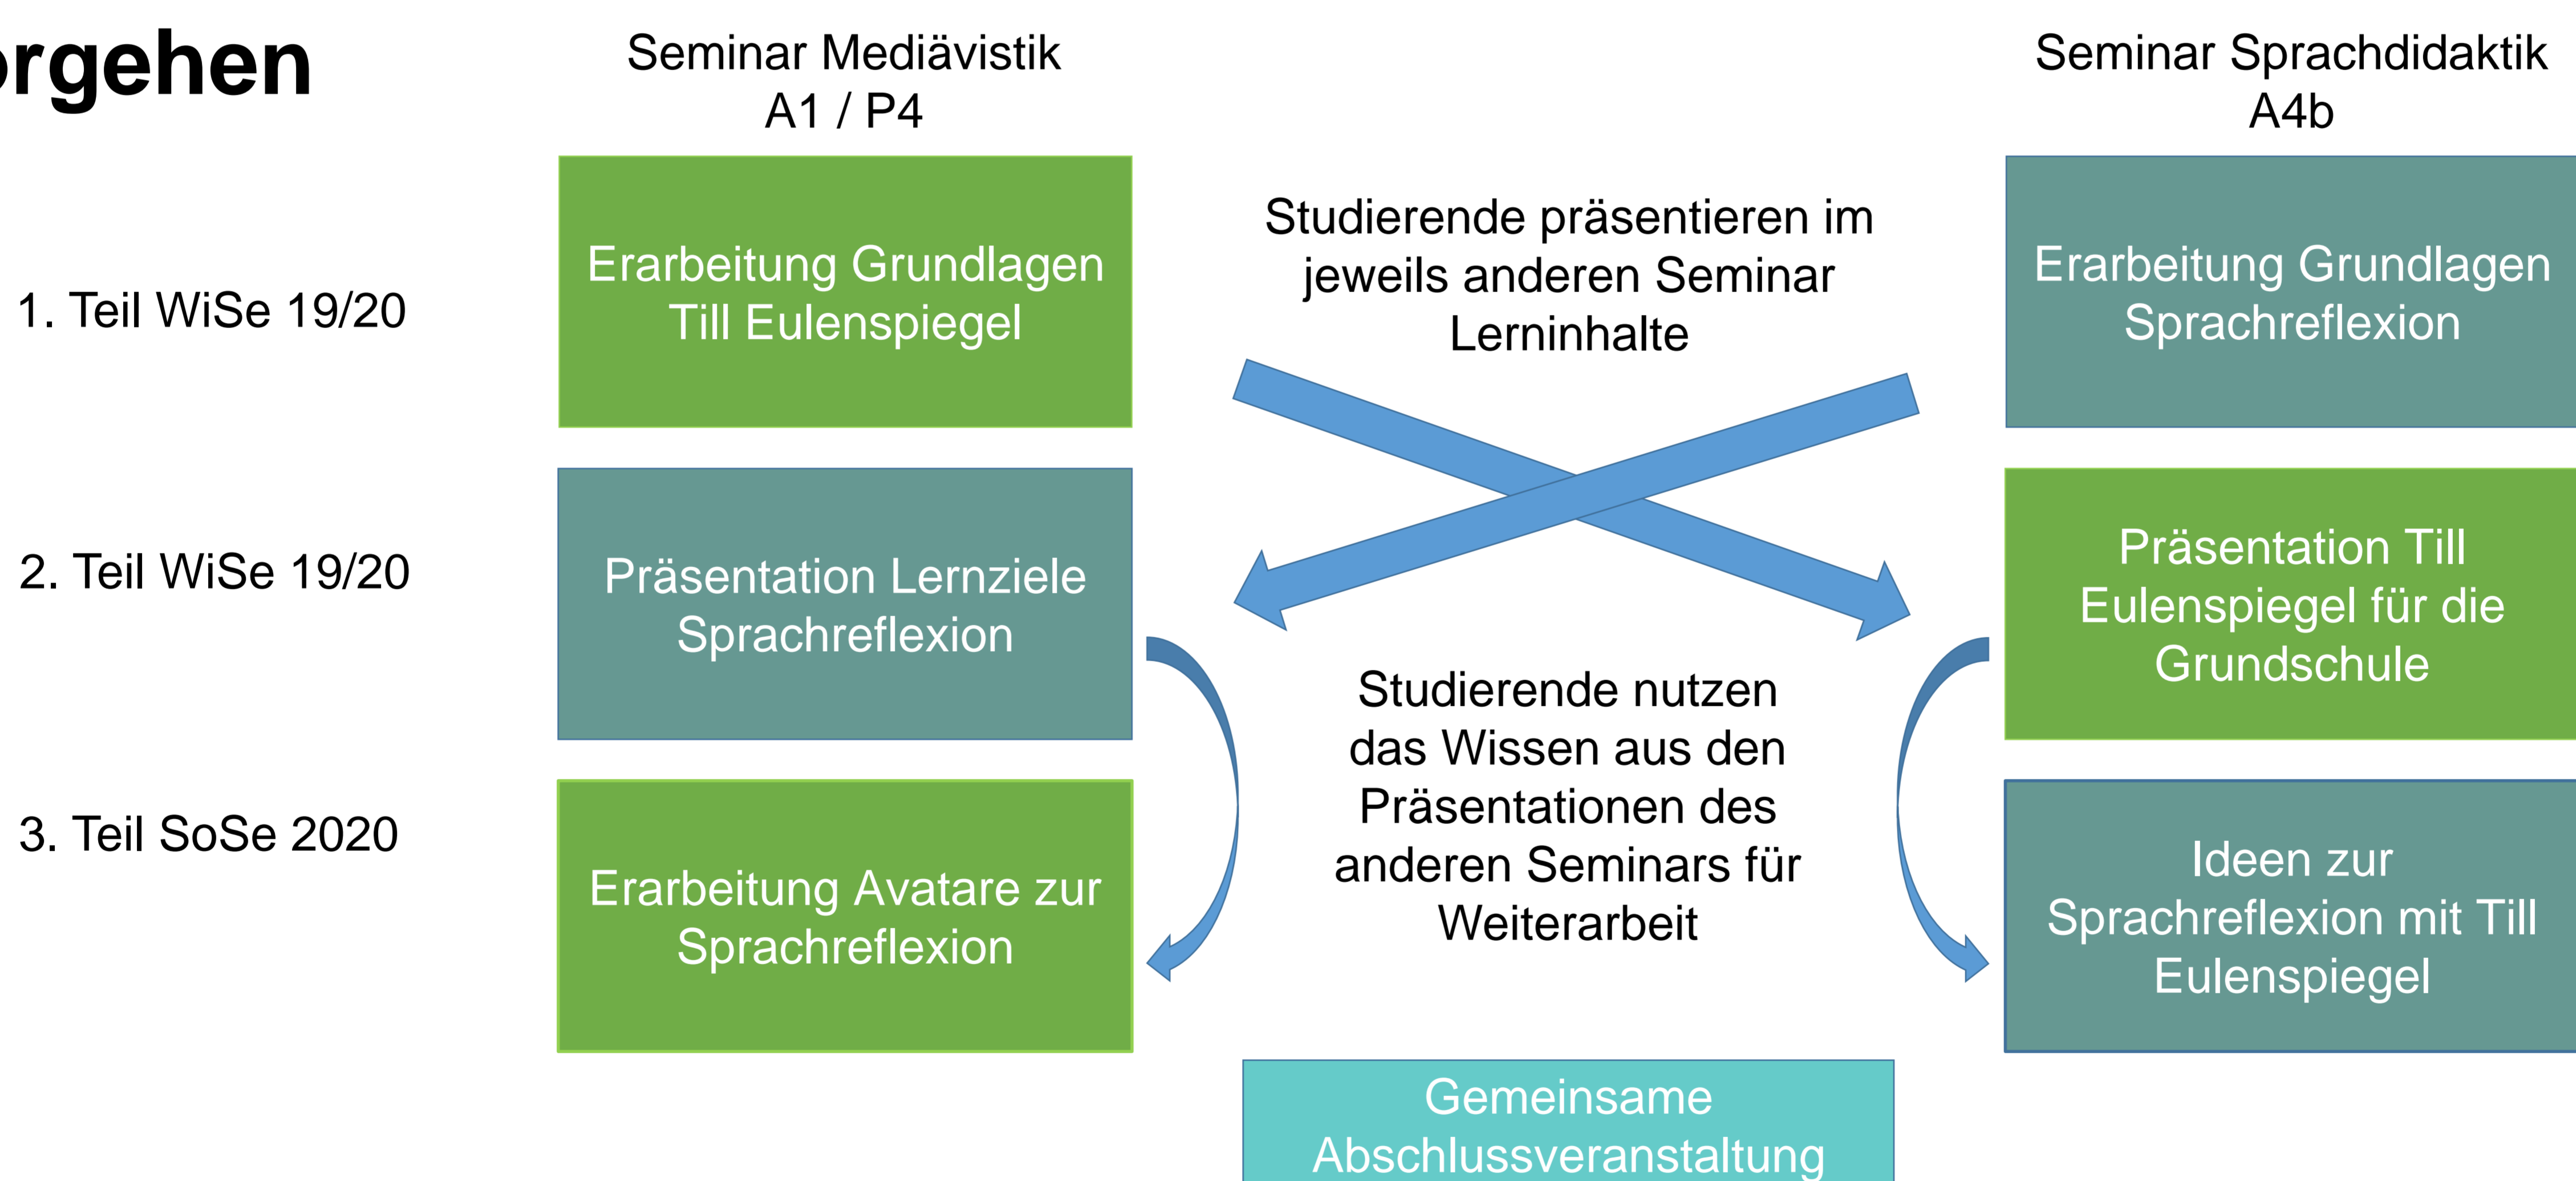 orgehen
Seminar Mediävistik
A1 / P4
Seminar Sprachdidaktik
A4b
1. Teil WiSe 19/20
Erarbeitung Grundlagen
Till Eulenspiegel
Studierende präsentieren im
jeweils anderen Seminar
Lerninhalte
Erarbeitung Grundlagen
Sprachreflexion
2. Teil WiSe 19/20
Präsentation Lernziele
Sprachreflexion
Präsentation Till
Eulenspiegel für die
Grundschule
Studierende nutzen
das Wissen aus den
Präsentationen des
anderen Seminars für
Weiterarbeit
3. Teil SoSe 2020
Erarbeitung Avatare zur
Sprachreflexion
Ideen zur
Sprachreflexion mit Till
Eulenspiegel
Gemeinsame
Abschlussveranstaltung